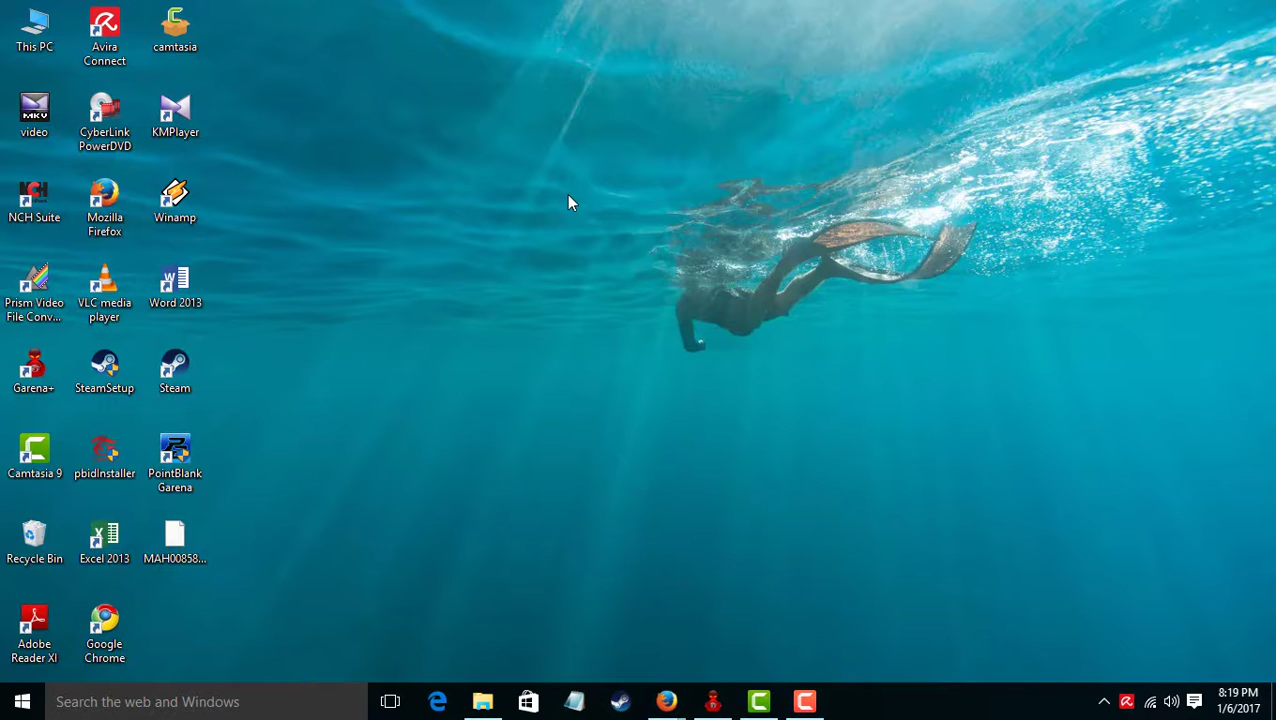 This PC
Avira
Connect
camtasia
MKV
video
CyberLink
PowerDVD
KMPlayer
NCH
NCH Suite
Mozilla
Firefox
Winamp
Prism Video
File Conv...
VLC media
player
Word 2013
Garena+
SteamSetup
Steam
Camtasia 9
pbidInstaller
PointBlank
Garena
Recycle Bin
Excel 2013
MAH00858...
Adobe
Reader XI
Google
Chrome
Search the web and Windows
8:19 PM
1/6/2017